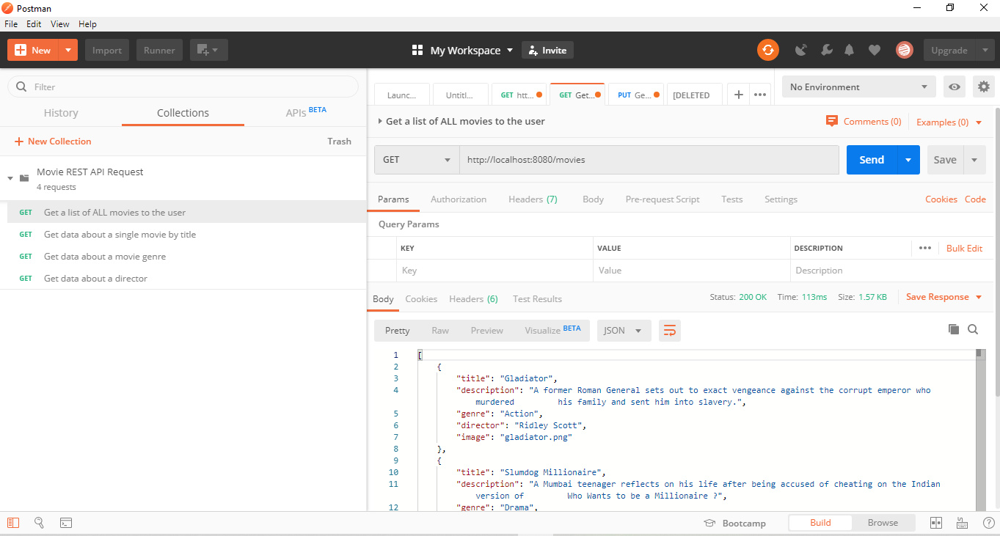 Postman
File Edit View Help
New Import Runner My Workspace Invite Upgrade
Filter
History Collections APIs BETA
New Collection Trash
Movie REST API Request
4 requests
GET Get a list of ALL movies to the user
GET Get data about a single movie by title
GET Get data about a movie genre
GET Get data about a director
Launc... Untitl... GET htt... GET Get... PUT Ge... [DELETED
No Environment
Get a list of ALL movies to the user Comments (0) Examples (0)
GET http://localhost:8080/movies Send Save
Params Authorization Headers (7) Body Pre-request Script Tests Settings Cookies Code
Query Params
KEY VALUE DESCRIPTION ••• Bulk Edit
Key Value Description
Body Cookies Headers (6) Test Results Status: 200 OK Time: 113ms Size: 1.57 KB Save Response
Pretty Raw Preview Visualize BETA JSON
1 [
2 {
3 "title": "Gladiator",
4 "description": "A former Roman General sets out to exact vengeance against the corrupt emperor who
murdered his family and sent him into slavery.",
5 "genre": "Action",
6 "director": "Ridley Scott",
7 "image": "gladiator.png"
8 },
9 {
10 "title": "Slumdog Millionaire",
11 "description": "A Mumbai teenager reflects on his life after being accused of cheating on the Indian
version of Who Wants to be a Millionaire ?",
12 "genre": "Drama",
Bootcamp Build Browse